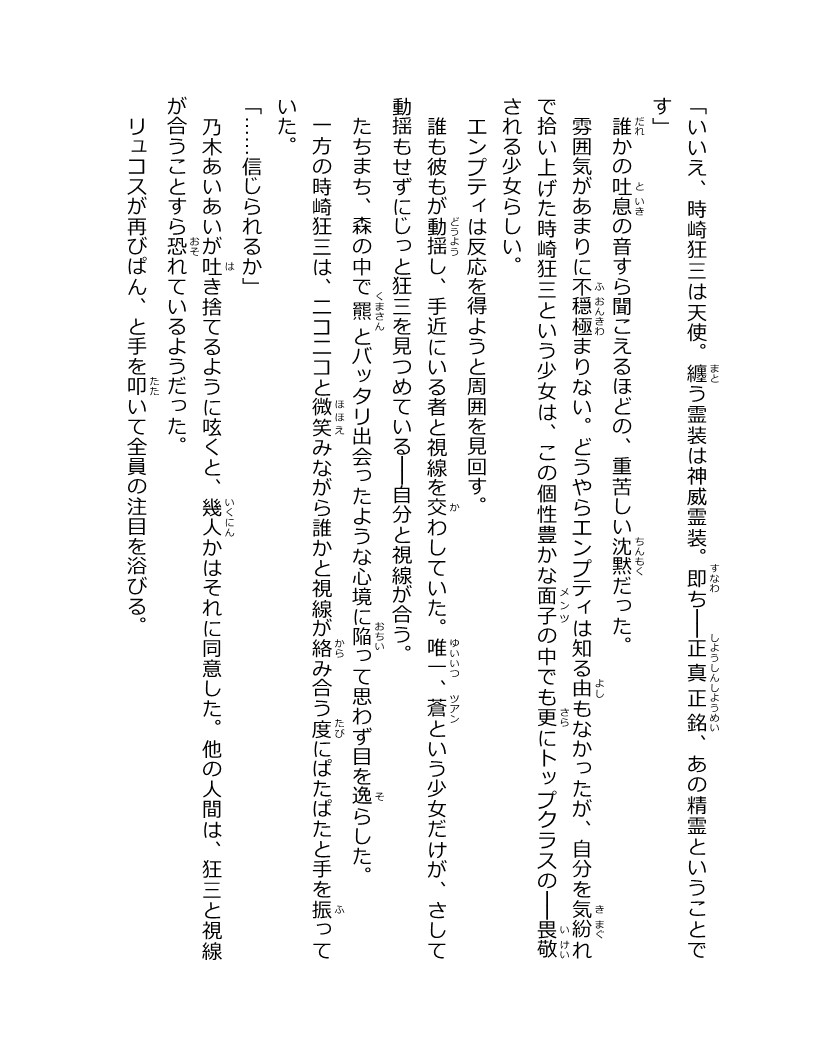 「いいえ、時崎狂三は天使。纏う霊装は神威霊装。即ち――正真正銘、あの精霊ということで
す」
誰かの吐息の音すら聞こえるほどの、重苦しい沈黙だった。
雰囲気があまりに不穏極まりない。どうやらエンプティは知る由もなかったが、自分を気紛れ
で拾い上げた時崎狂三という少女は、この個性豊かな面子の中でも更にトップクラスの――畏敬
される少女らしい。
エンプティは反応を得ようと周囲を見回す。
誰も彼もが動揺し、手近にいる者と視線を交わしていた。唯一、蒼という少女だけが、さして
動揺もせずにじっと狂三を見つめている――自分と視線が合う。
たちまち、森の中で羆とバッタリ出会ったような心境に陥って思わず目を逸らした。
一方の時崎狂三は、ニコニコと微笑みながら誰かと視線が絡み合う度にぱたぱたと手を振って
いた。
「……信じられるか」
乃木あいあいが吐き捨てるように呟くと、幾人かはそれに同意した。他の人間は、狂三と視線
が合うことすら恐れているようだった。
リュコスが再びぱん、と手を叩いて全員の注目を浴びる。